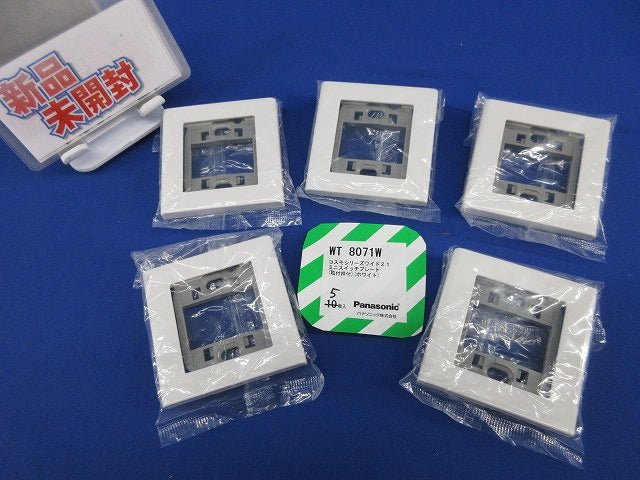 新品
未開封
WT 8071W
コスモシリーズワイド21
ミニスイッチプレート
(取付枠付)(ホワイト)
5
10枚入 Panasonic
パナソニック株式会社